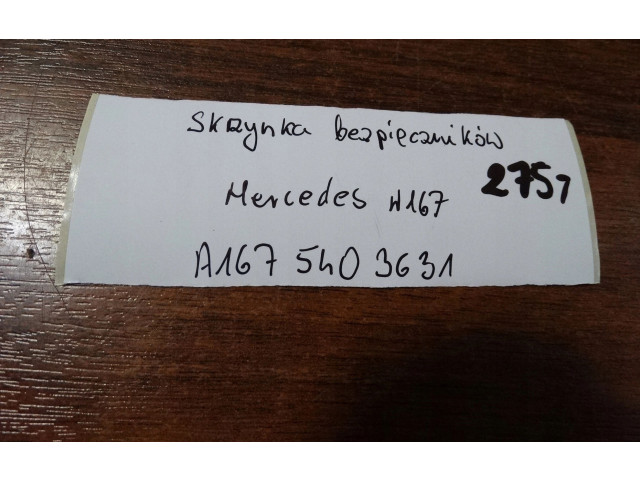 Skrzynka bezpieczników
Mercedes W167 2757
A167 540 3631